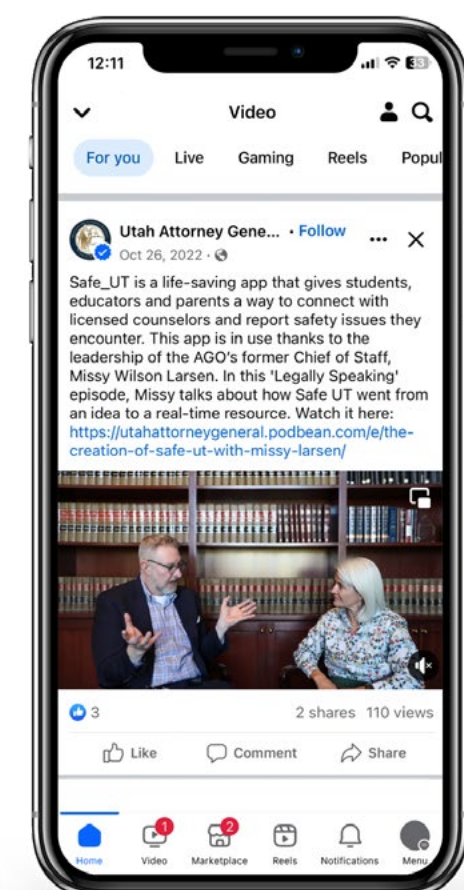 12:11
33
Video
For you
Live
Gaming
Reels
Popul
Utah Attorney Gene... · Follow
Oct 26, 2022 ·
Safe_UT is a life-saving app that gives students,
educators and parents a way to connect with
licensed counselors and report safety issues they
encounter. This app is in use thanks to the
leadership of the AGO's former Chief of Staff,
Missy Wilson Larsen. In this 'Legally Speaking'
episode, Missy talks about how Safe UT went from
an idea to a real-time resource. Watch it here:
https://utahattorneygeneral.podbean.com/e/the-
creation-of-safe-ut-with-missy-larsen/
3
2 shares 110 views
Like
Comment
Share
1
2
Home
Video
Marketplace
Reels
Notifications
Menu